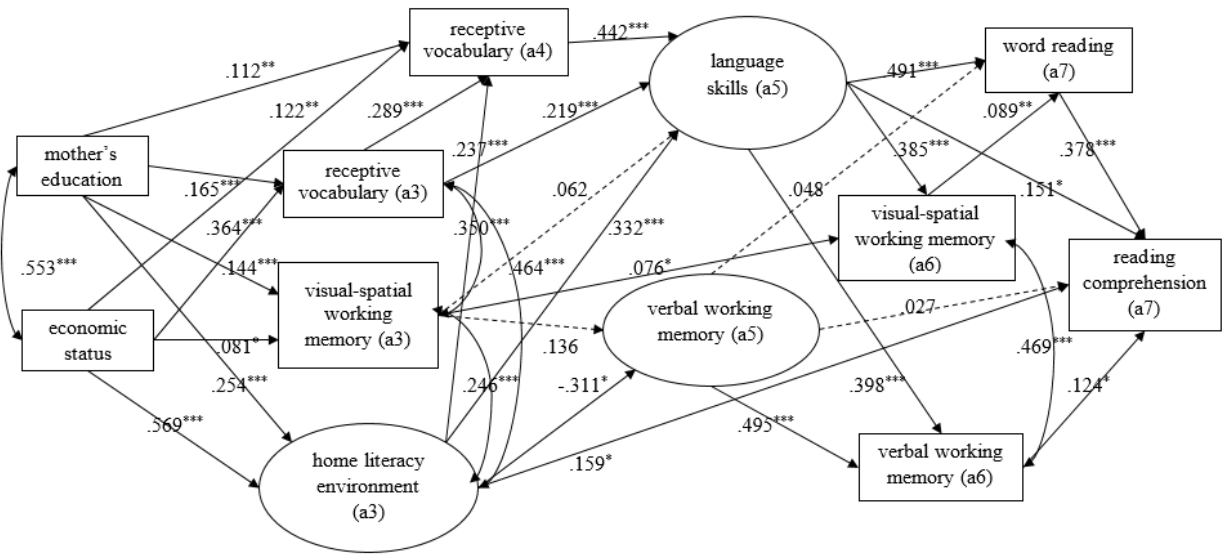 receptive
vocabulary (a4)
.442***
language
skills (a5)
word reading
(a7)
.491***
.112**
.122**
.289***
.219***
.089**
mother's
education
.237***
.385***
.378***
receptive
vocabulary (a3)
.165***
.062
.048
.151*
.364***
.350***
.332***
visual-spatial
working memory
(a6)
.553***
.144***
.464***
.076*
reading
comprehension
(a7)
visual-spatial
working
memory (a3)
verbal working
memory (a5)
.027
economic
status
.081*
.136
.469***
.254***
.246***
-.311*
.398***
.124*
.569***
.495***
home literacy
environment
(a3)
.159*
verbal working
memory (a6)